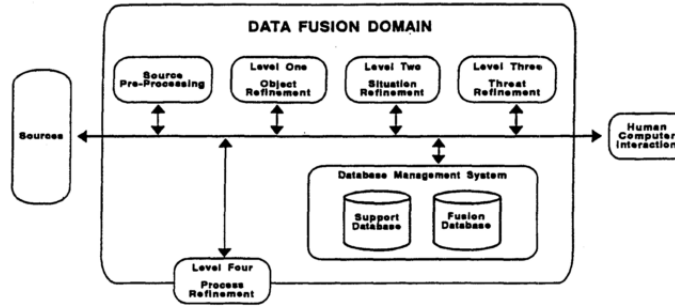 DATA FUSION DOMAIN
Source
Pre-Processing
Level One
Object
Refinement
Level Two
Situation
Refinement
Level Three
Threat
Refinement
Sources
Human
Computer
Interaction
Database Management System
Support
Database
Fusion
Database
Level Four
Process
Refinement